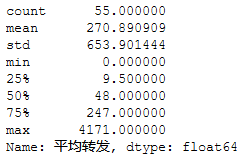 count 55.000000
mean 270.890909
std 653.901444
min 0.000000
25% 9.500000
50% 48.000000
75% 247.000000
max 4171.000000
Name: 平均转发, dtype: float64